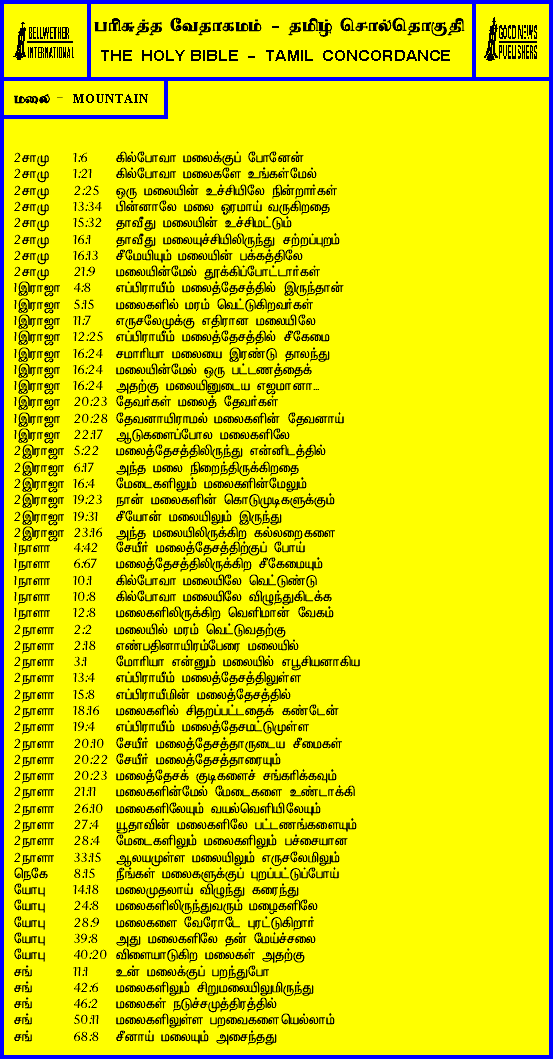 BELLWETHER
INTERNATIONAL
பரிசுத்த வேதாகமம் - தமிழ் சொல்தொகுதி
THE HOLY BIBLE - TAMIL CONCORDANCE
GOOD NEWS
PUBLISHERS
மலை - MOUNTAIN
2சாமு 1:6 கில்போவா மலைக்குப் போனேன்
2சாமு 1:21 கில்போவா மலைகளே உங்கள்மேல்
2சாமு 2:25 ஒரு மலையின் உச்சியிலே நின்றார்கள்
2சாமு 13:34 பின்னாலே மலை ஓரமாய் வருகிறதை
2சாமு 15:32 தாவீது மலையின் உச்சிமட்டும்
2சாமு 16:1 தாவீது மலையுச்சியிலிருந்து சற்றப்புறம்
2சாமு 16:13 சீமேயியும் மலையின் பக்கத்திலே
2சாமு 21:9 மலையின்மேல் தூக்கிப்போட்டார்கள்
1இராஜா 4:8 எப்பிராயீம் மலைத்தேசத்தில் இருந்தான்
1இராஜா 5:15 மலைகளில் மரம் வெட்டுகிறவர்கள்
1இராஜா 11:7 எருசலேமுக்கு எதிரான மலையிலே
1இராஜா 12:25 எப்பிராயீம் மலைத்தேசத்தில் சீகேமை
1இராஜா 16:24 சமாரியா மலையை இரண்டு தாலந்து
1இராஜா 16:24 மலையின்மேல் ஒரு பட்டணத்தைக்
1இராஜா 16:24 அதற்கு மலையினுடைய எஜமானா...
1இராஜா 20:23 தேவர்கள் மலைத் தேவர்கள்
1இராஜா 20:28 தேவனாயிராமல் மலைகளின் தேவனாய்
1இராஜா 22:17 ஆடுகளைப்போல மலைகளிலே
2இராஜா 5:22 மலைத்தேசத்திலிருந்து என்னிடத்தில்
2இராஜா 6:17 அந்த மலை நிறைந்திருக்கிறதை
2இராஜா 16:4 மேடைகளிலும் மலைகளின்மேலும்
2இராஜா 19:23 நான் மலைகளின் கொடுமுடிகளுக்கும்
2இராஜா 19:31 சீயோன் மலையிலும் இருந்து
2இராஜா 23:16 அந்த மலையிலிருக்கிற கல்லறைகளை
1நாளா 4:42 சேயீர் மலைத்தேசத்திற்குப் போய்
1நாளா 6:67 மலைத்தேசத்திலிருக்கிற சீகேமையும்
1நாளா 10:1 கில்போவா மலையிலே வெட்டுண்டு
1நாளா 10:8 கில்போவா மலையிலே விழுந்துகிடக்க
1நாளா 12:8 மலைகளிலிருக்கிற வெளிமான் வேகம்
2நாளா 2:2 மலையில் மரம் வெட்டுவதற்கு
2நாளா 2:18 எண்பதினாயிரம்பேரை மலையில்
2நாளா 3:1 மோரியா என்னும் மலையில் எபூசியனாகிய
2நாளா 13:4 எப்பிராயீம் மலைத்தேசத்திலுள்ள
2நாளா 15:8 எப்பிராயீமின் மலைத்தேசத்தில்
2நாளா 18:16 மலைகளில் சிதறப்பட்டதைக் கண்டேன்
2நாளா 19:4 எப்பிராயீம் மலைத்தேசமட்டுமுள்ள
2நாளா 20:10 சேயீர் மலைத்தேசத்தாருடைய சீமைகள்
2நாளா 20:22 சேயீர் மலைத்தேசத்தாரையும்
2நாளா 20:23 மலைத்தேசக் குடிகளைச் சங்கரிக்கவும்
2நாளா 21:11 மலைகளின்மேல் மேடைகளை உண்டாக்கி
2நாளா 26:10 மலைகளிலேயும் வயல்வெளியிலேயும்
2நாளா 27:4 யூதாவின் மலைகளிலே பட்டணங்களையும்
2நாளா 28:4 மேடைகளிலும் மலைகளிலும் பச்சையான
2நாளா 33:15 ஆலயமுள்ள மலையிலும் எருசலேமிலும்
நெகே 8:15 நீங்கள் மலைகளுக்குப் புறப்பட்டுப்போய்
யோபு 14:18 மலைமுதலாய் விழுந்து கரைந்து
யோபு 24:8 மலைகளிலிருந்துவரும் மழைகளிலே
யோபு 28:9 மலைகளை வேரோடே புரட்டுகிறார்
யோபு 39:8 அது மலைகளிலே தன் மேய்ச்சலை
யோபு 40:20 விளையாடுகிற மலைகள் அதற்கு
சங் 11:1 உன் மலைக்குப் பறந்துபோ
சங் 42:6 மலைகளிலும் சிறுமலையிலுமிருந்து
சங் 46:2 மலைகள் நடுச்சமுத்திரத்தில்
சங் 50:11 மலைகளிலுள்ள பறவைகளையெல்லாம்
சங் 68:8 சீனாய் மலையும் அசைந்தது